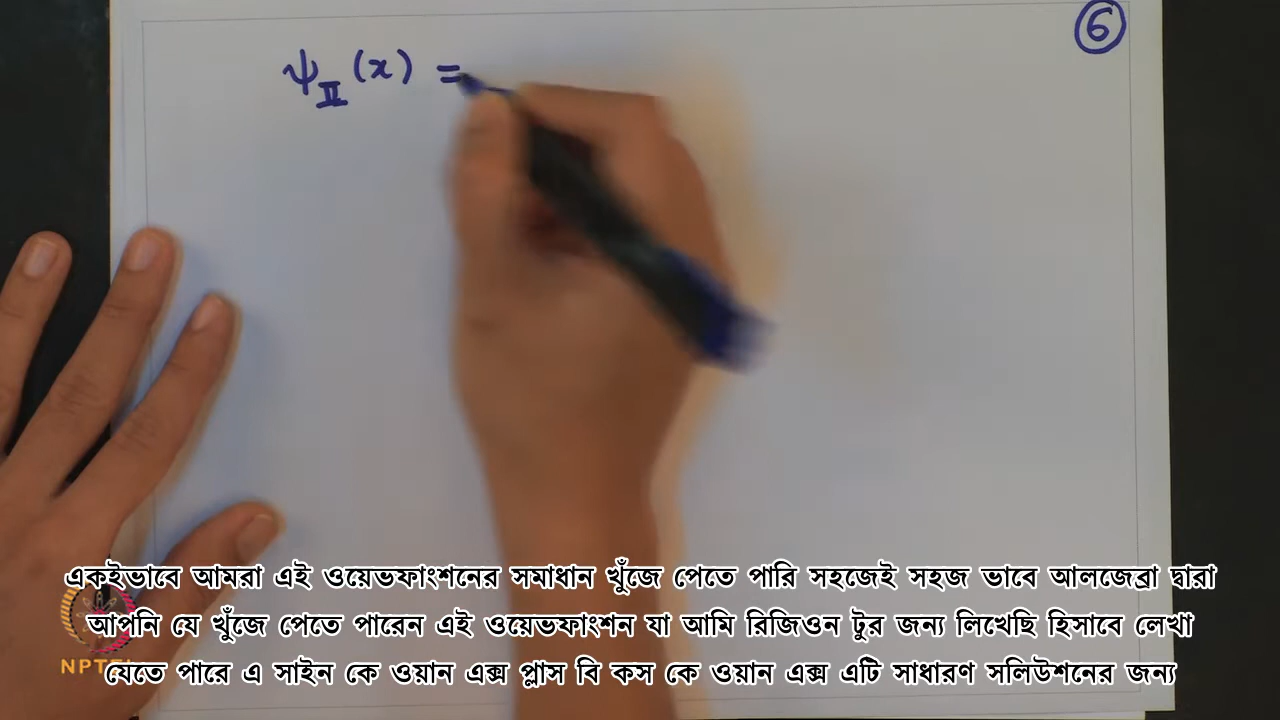 6
ψ_II (x) =
একইভাবে আমরা এই ওয়েভফাংশনের সমাধান খুঁজে পেতে পারি সহজেই সহজ ভাবে আলজেব্রা দ্বারা
আপনি যে খুঁজে পেতে পারেন এই ওয়েভফাংশন যা আমি রিজিওন টুর জন্য লিখেছি হিসাবে লেখা
যেতে পারে এ সাইন কে ওয়ান এক্স প্লাস বি কস কে ওয়ান এক্স এটি সাধারণ সলিউশনের জন্য
NPTEL